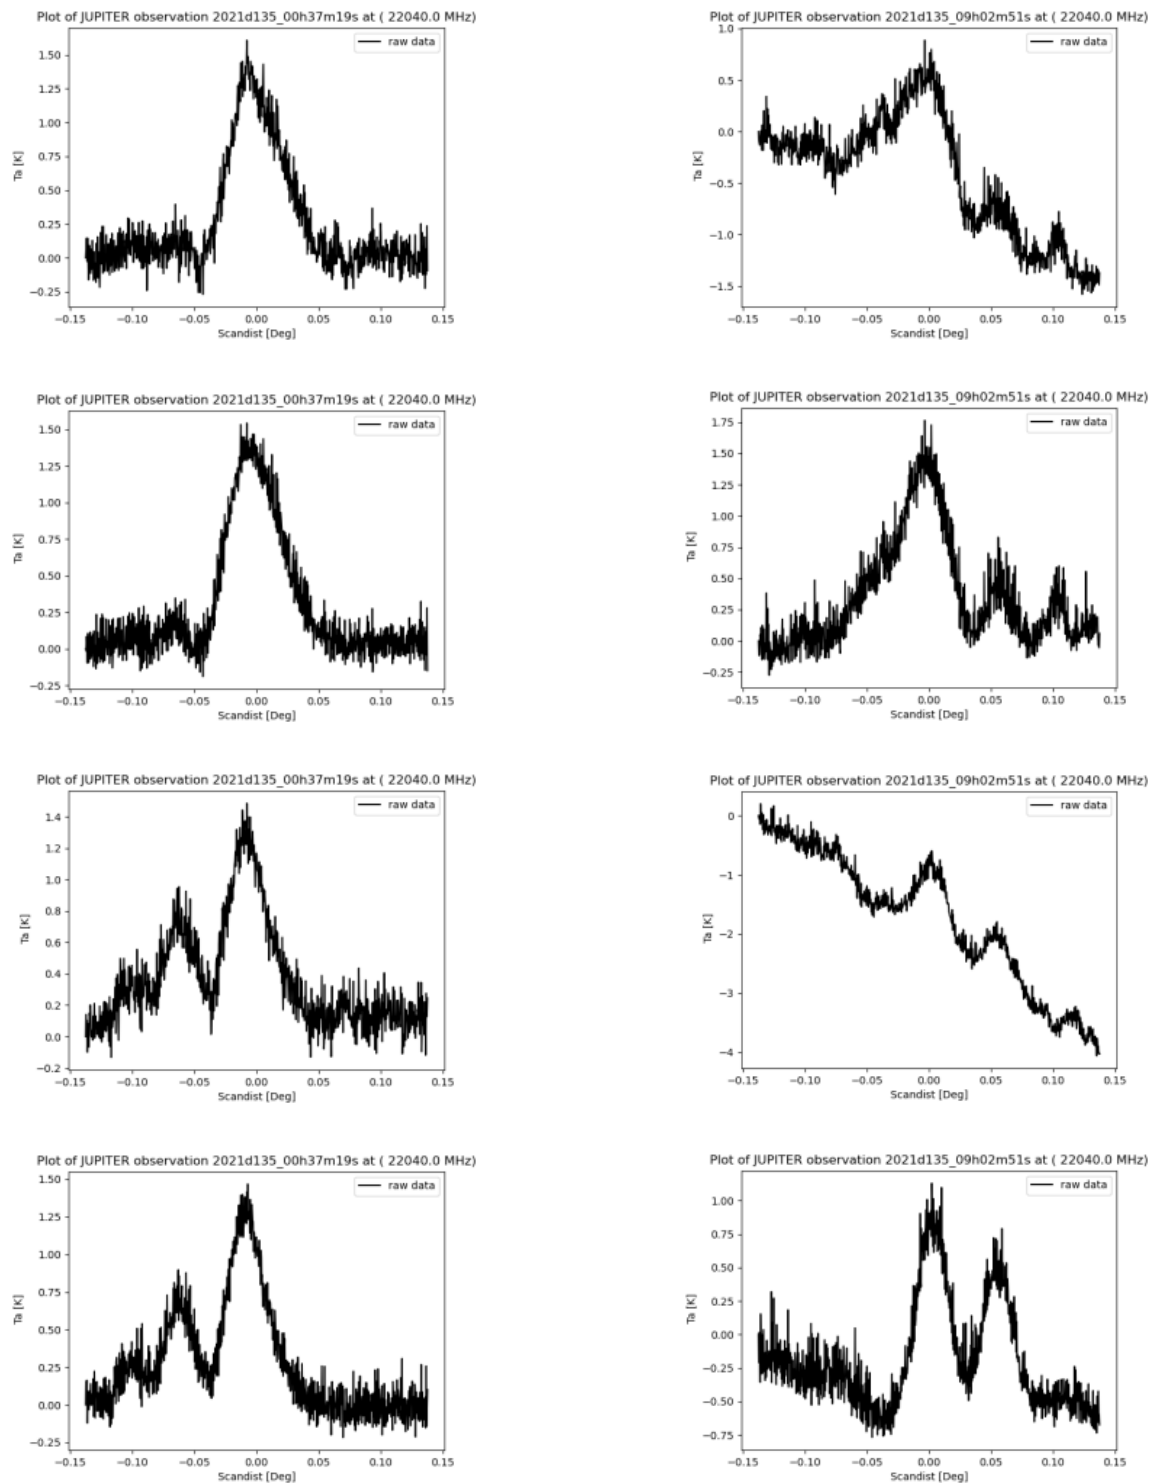 Plot of JUPITER observation 2021d135_00h37m19s at ( 22040.0 MHz)
raw data
1.50
1.25
1.00
0.75
0.50
0.25
0.00
−0.25
Ta [K]
−0.15 −0.10 −0.05 0.00 0.05 0.10 0.15
Scandist [Deg]
Plot of JUPITER observation 2021d135_09h02m51s at ( 22040.0 MHz)
raw data
1.0
0.5
0.0
−0.5
−1.0
−1.5
Ta [K]
−0.15 −0.10 −0.05 0.00 0.05 0.10 0.15
Scandist [Deg]
Plot of JUPITER observation 2021d135_00h37m19s at ( 22040.0 MHz)
raw data
1.50
1.25
1.00
0.75
0.50
0.25
0.00
−0.25
Ta [K]
−0.15 −0.10 −0.05 0.00 0.05 0.10 0.15
Scandist [Deg]
Plot of JUPITER observation 2021d135_09h02m51s at ( 22040.0 MHz)
raw data
1.75
1.50
1.25
1.00
0.75
0.50
0.25
0.00
−0.25
Ta [K]
−0.15 −0.10 −0.05 0.00 0.05 0.10 0.15
Scandist [Deg]
Plot of JUPITER observation 2021d135_00h37m19s at ( 22040.0 MHz)
raw data
1.4
1.2
1.0
0.8
0.6
0.4
0.2
0.0
−0.2
Ta [K]
−0.15 −0.10 −0.05 0.00 0.05 0.10 0.15
Scandist [Deg]
Plot of JUPITER observation 2021d135_09h02m51s at ( 22040.0 MHz)
raw data
0
−1
−2
−3
−4
Ta [K]
−0.15 −0.10 −0.05 0.00 0.05 0.10 0.15
Scandist [Deg]
Plot of JUPITER observation 2021d135_00h37m19s at ( 22040.0 MHz)
raw data
1.50
1.25
1.00
0.75
0.50
0.25
0.00
−0.25
Ta [K]
−0.15 −0.10 −0.05 0.00 0.05 0.10 0.15
Scandist [Deg]
Plot of JUPITER observation 2021d135_09h02m51s at ( 22040.0 MHz)
raw data
1.00
0.75
0.50
0.25
0.00
−0.25
−0.50
−0.75
Ta [K]
−0.15 −0.10 −0.05 0.00 0.05 0.10 0.15
Scandist [Deg]